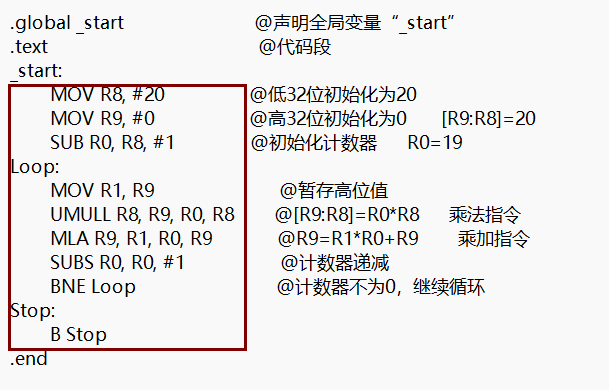 .global _start @声明全局变量“_start”
.text @代码段
_start:
MOV R8, #20 @低32位初始化为20
MOV R9, #0 @高32位初始化为0 [R9:R8]=20
SUB R0, R8, #1 @初始化计数器 R0=19
Loop:
MOV R1, R9 @暂存高位值
UMULL R8, R9, R0, R8 @[R9:R8]=R0*R8 乘法指令
MLA R9, R1, R0, R9 @R9=R1*R0+R9 乘加指令
SUBS R0, R0, #1 @计数器递减
BNE Loop @计数器不为0，继续循环
Stop:
B Stop
.end